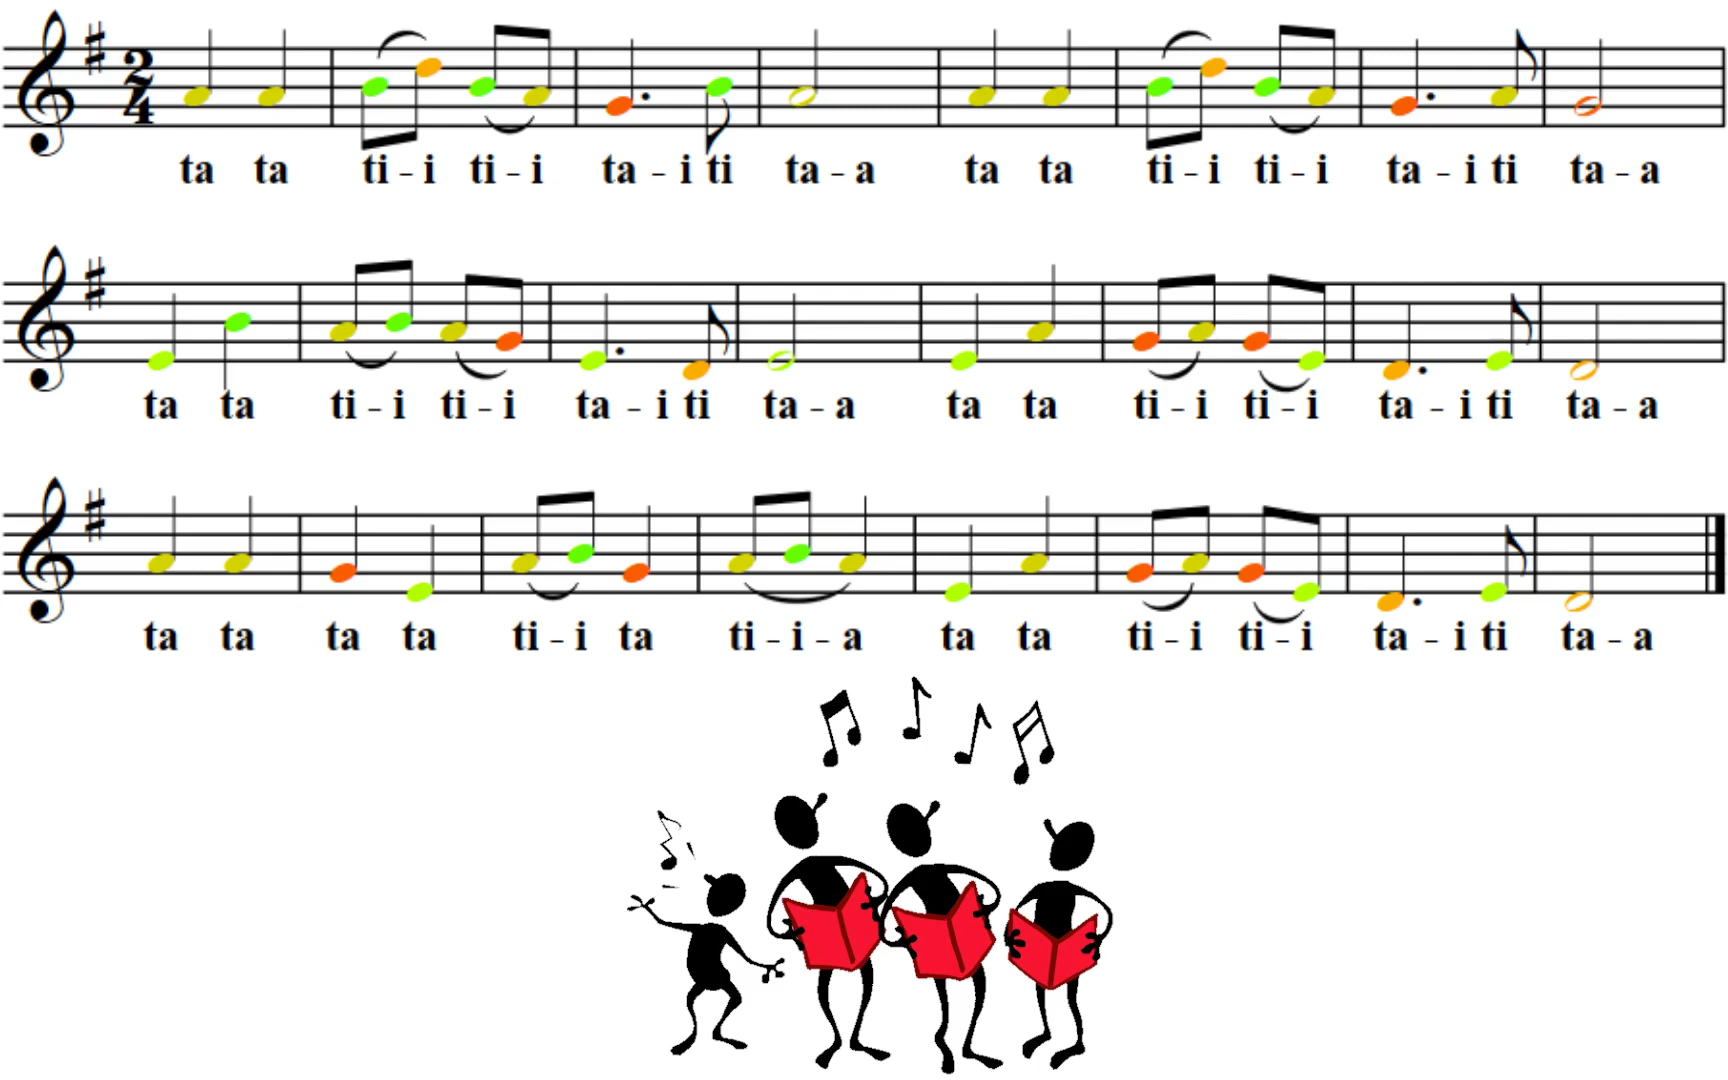 2
4
ta ta ti - i ti - i ta - i ti ta - a ta ta ti - i ti - i ta - i ti ta - a
ta ta ti - i ti - i ta - i ti ta - a ta ta ti - i ti - i ta - i ti ta - a
ta ta ta ta ti - i ta ti - i - a ta ta ti - i ti - i ta - i ti ta - a